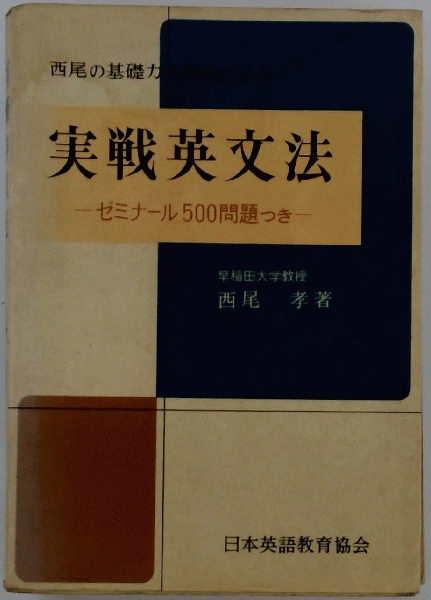 西尾の基礎力
実戦英文法
―ゼミナール500問題つき―
早稲田大学教授
西尾 孝著
日本英語教育協会